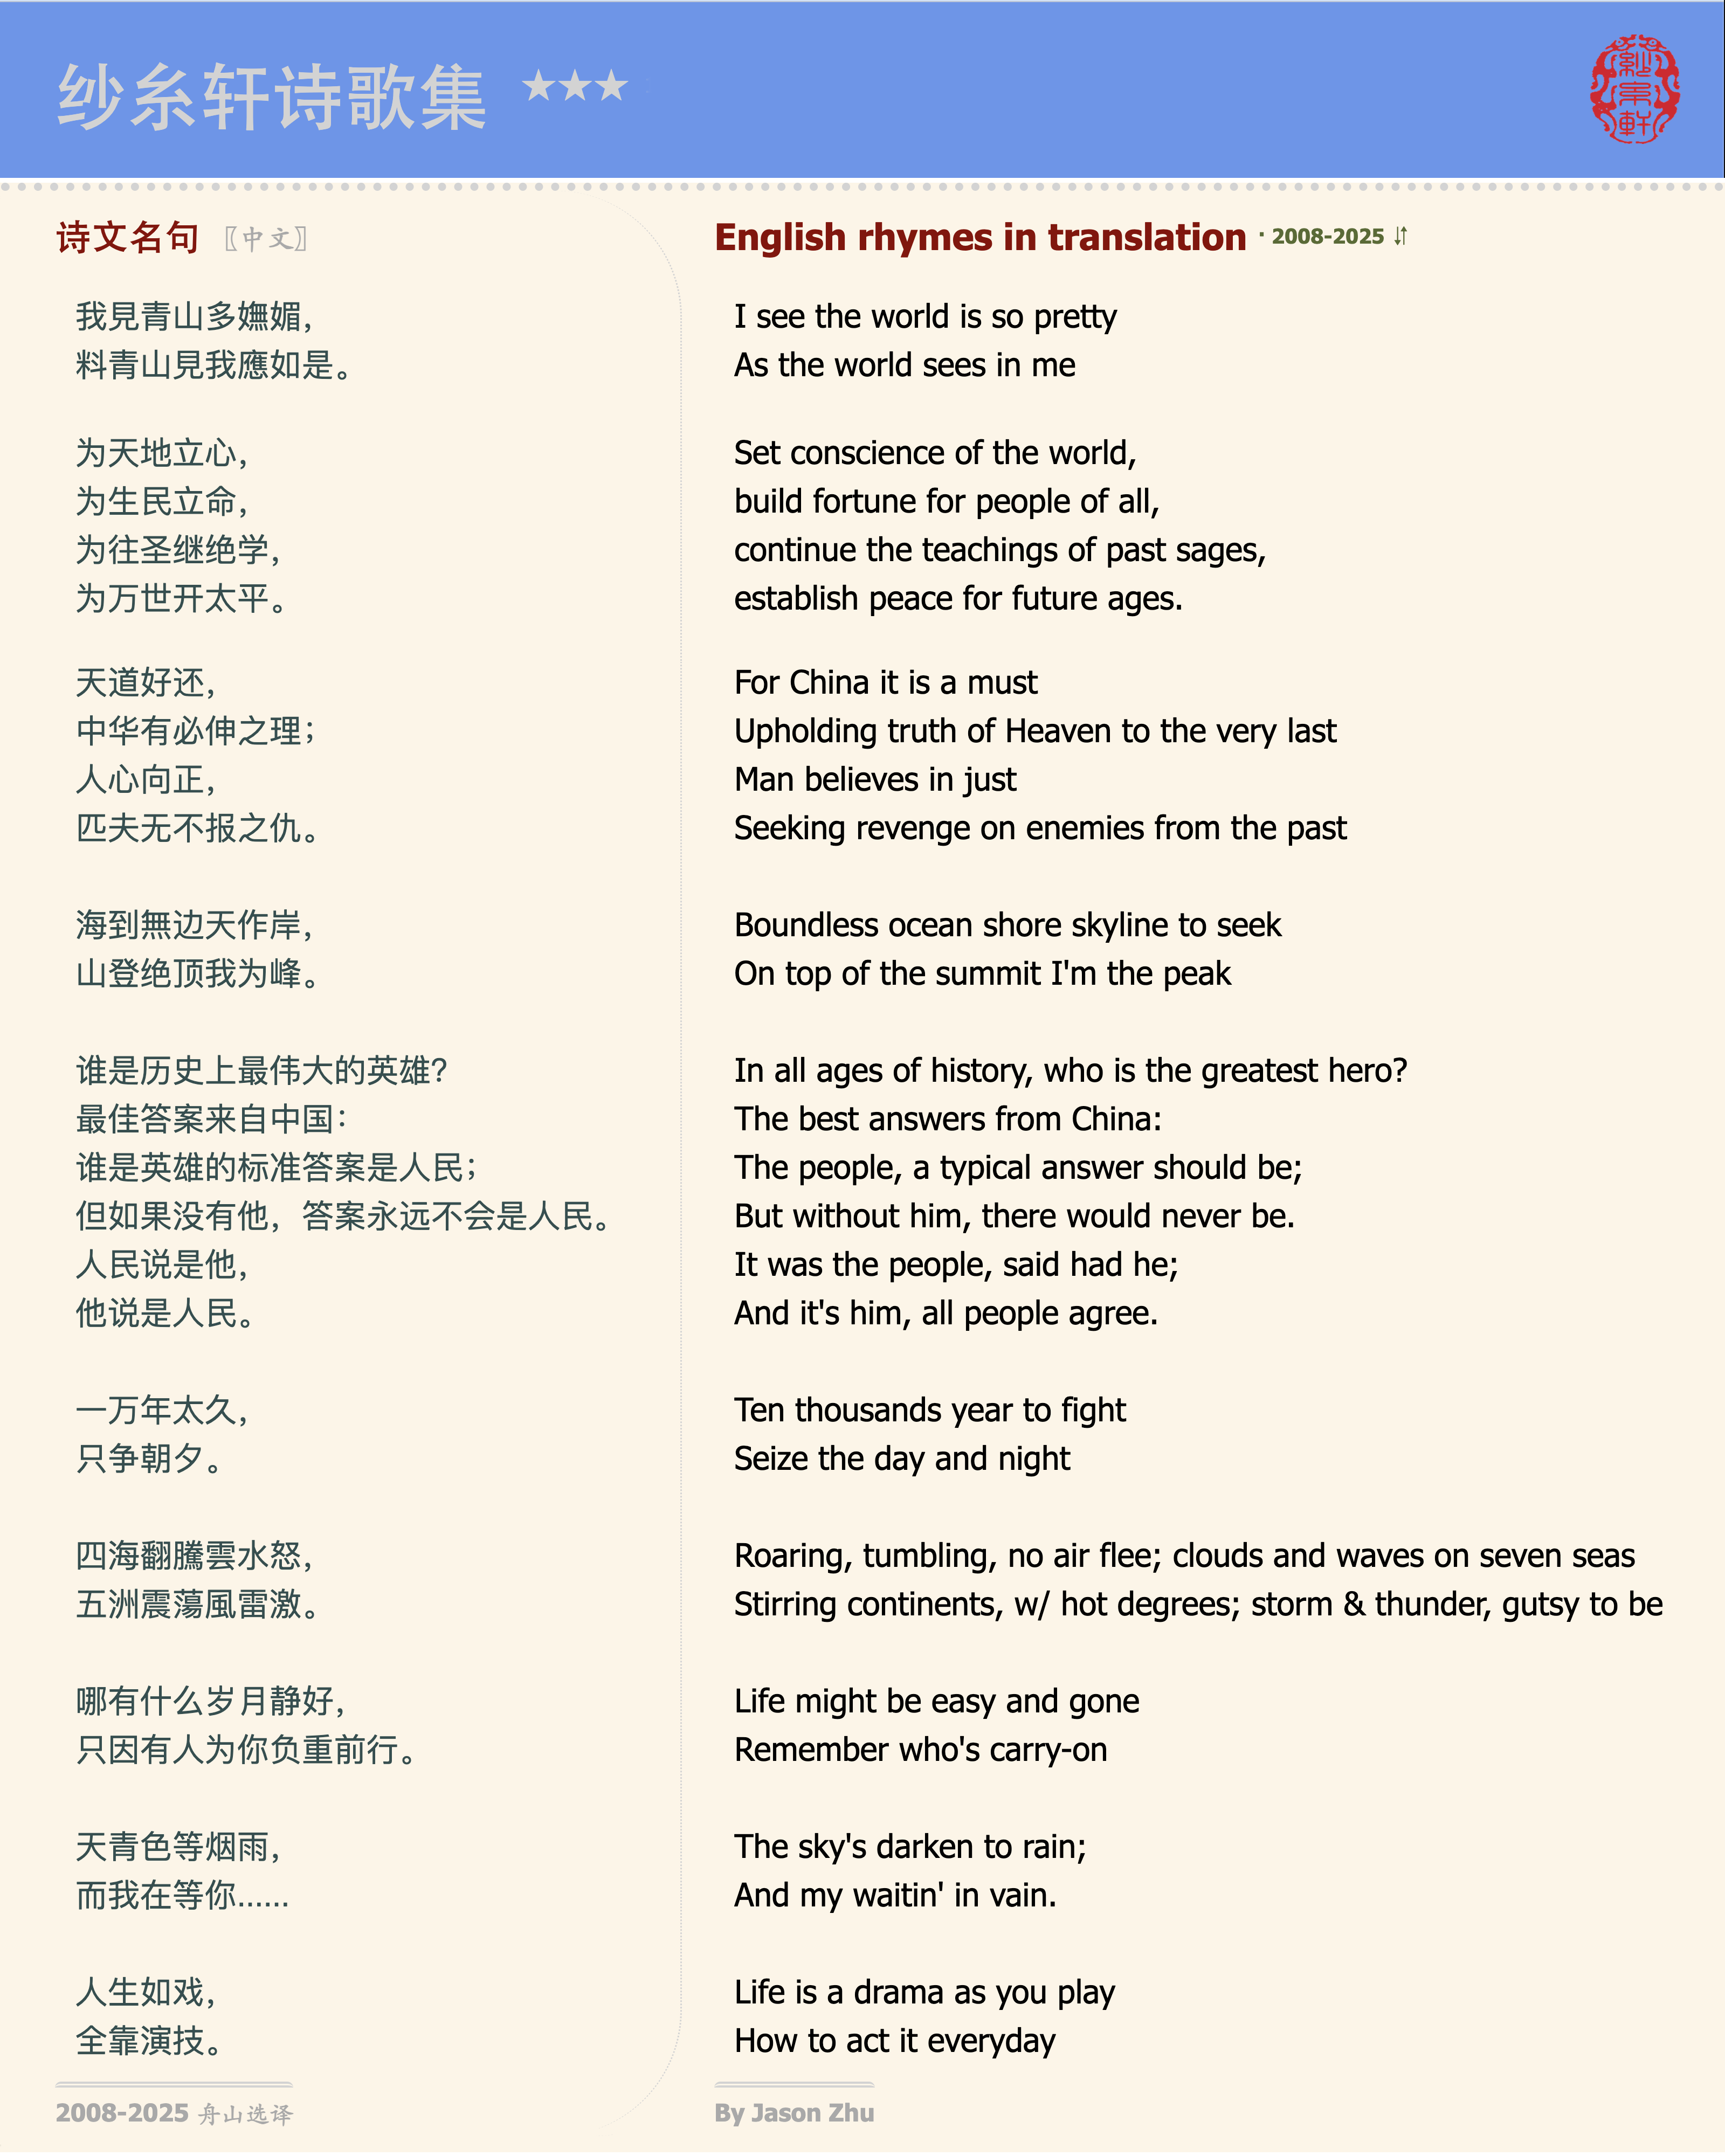 纱糸轩诗歌集 ★★★
紗糸軒
诗文名句 〖中文〗
我見青山多嫵媚，
料青山見我應如是。
为天地立心，
为生民立命，
为往圣继绝学，
为万世开太平。
天道好还，
中华有必伸之理；
人心向正，
匹夫无不报之仇。
海到無边天作岸，
山登绝顶我为峰。
谁是历史上最伟大的英雄？
最佳答案来自中国：
谁是英雄的标准答案是人民；
但如果没有他，答案永远不会是人民。
人民说是他，
他说是人民。
一万年太久，
只争朝夕。
四海翻騰雲水怒，
五洲震蕩風雷激。
哪有什么岁月静好，
只因有人为你负重前行。
天青色等烟雨，
而我在等你......
人生如戏，
全靠演技。
2008-2025 舟山选译
English rhymes in translation · 2008-2025 ⇵
I see the world is so pretty
As the world sees in me
Set conscience of the world,
build fortune for people of all,
continue the teachings of past sages,
establish peace for future ages.
For China it is a must
Upholding truth of Heaven to the very last
Man believes in just
Seeking revenge on enemies from the past
Boundless ocean shore skyline to seek
On top of the summit I'm the peak
In all ages of history, who is the greatest hero?
The best answers from China:
The people, a typical answer should be;
But without him, there would never be.
It was the people, said had he;
And it's him, all people agree.
Ten thousands year to fight
Seize the day and night
Roaring, tumbling, no air flee; clouds and waves on seven seas
Stirring continents, w/ hot degrees; storm & thunder, gutsy to be
Life might be easy and gone
Remember who's carry-on
The sky's darken to rain;
And my waitin' in vain.
Life is a drama as you play
How to act it everyday
By Jason Zhu